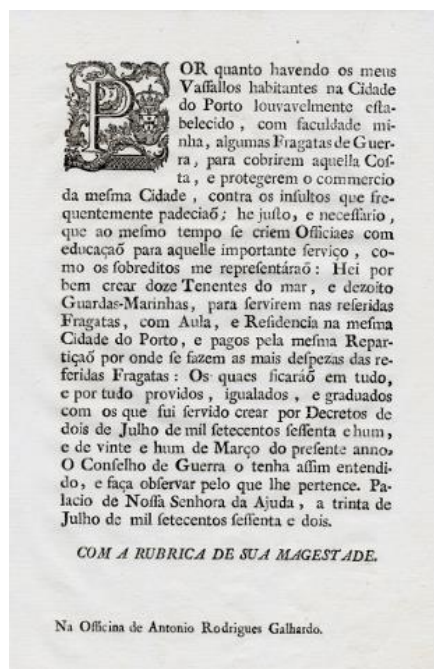 POR quanto havendo os meus
Vaſſallos habitantes na Cidade
do Porto louvavelmente eſta-
belecido, com faculdade mi-
nha, algumas Fragatas de Guer-
ra, para cobrirem aquella Coſ-
ta, e protegerem o commercio
da meſma Cidade, contra os inſultos que fre-
quentemente padeciaõ; he juſto, e neceſſario,
que ao meſmo tempo ſe criem Officiaes com
educaçaõ para aquelle importante ſerviço, co-
mo os ſobreditos me repreſentáraõ: Hei por
bem crear doze Tenentes do mar, e dezoito
Guardas-Marinhas, para ſervirem nas referidas
Fragatas, com Aula, e Reſidencia na meſma
Cidade do Porto, e pagos pela meſma Repar-
tiçaõ por onde ſe fazem as mais deſpezas das re-
feridas Fragatas: Os quaes ficaráõ em tudo,
e por tudo providos, igualados, e graduados
com os que fui ſervido crear por Decretos de
dois de Julho de mil ſetecentos ſeſſenta e hum,
e de vinte e hum de Março do preſente anno.
O Conſelho de Guerra o tenha aſſim entendi-
do, e faça obſervar pelo que lhe pertence. Pa-
lacio de Noſſa Senhora da Ajuda, a trinta de
Julho de mil ſetecentos ſeſſenta e dois.
COM A RUBRICA DE SUA MAGESTADE.
Na Officina de Antonio Rodrigues Galhardo.